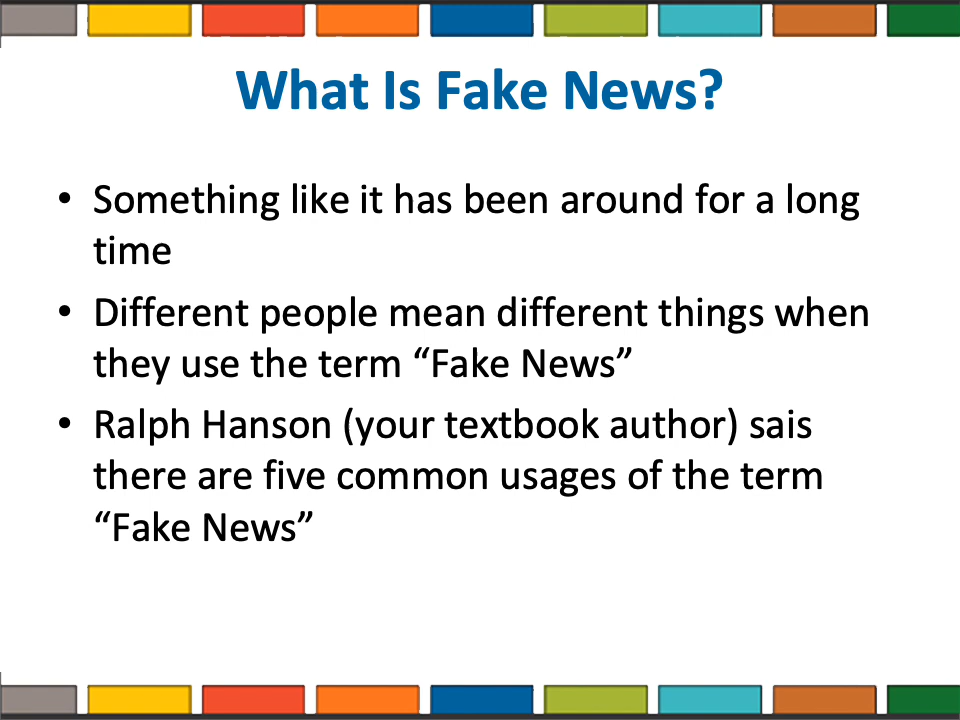 What Is Fake News?
• Something like it has been around for a long
time
• Different people mean different things when
they use the term “Fake News”
• Ralph Hanson (your textbook author) sais
there are five common usages of the term
“Fake News”